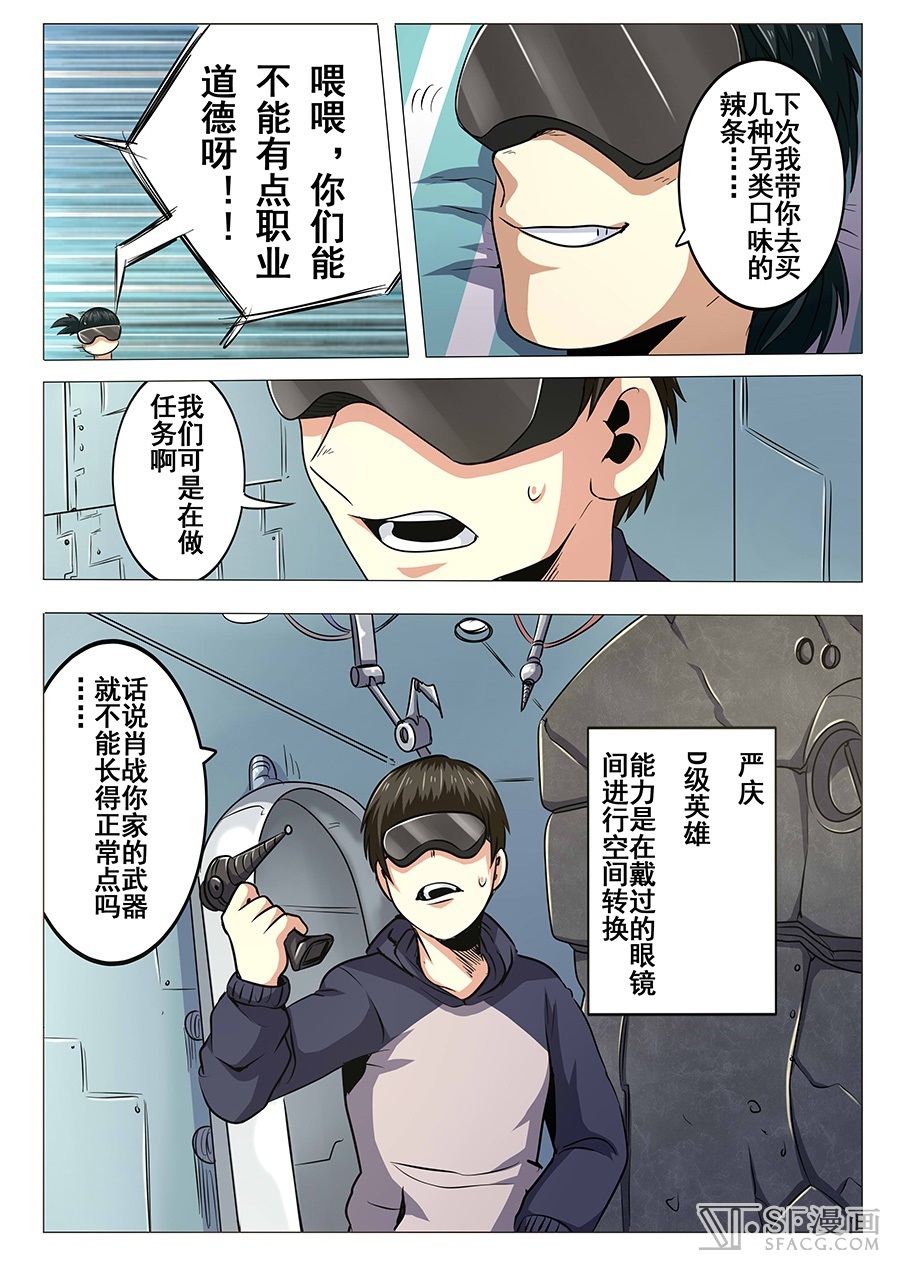 下次我带你去买
几种另类口味的
辣条……
喂喂，你们能
不能有点职业
道德呀！！
我们可是在做
任务啊
严庆
D级英雄
能力是在戴过的眼镜
间进行空间转换
话说肖战你家的武器
就不能长得正常点吗
……
SF漫画
SFACG.COM